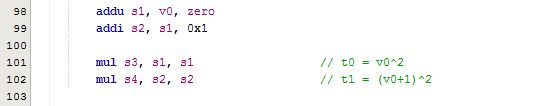 98 addu s1, v0, zero
99 addi s2, s1, 0x1
100
101 mul s3, s1, s1 // t0 = v0^2
102 mul s4, s2, s2 // t1 = (v0+1)^2
103